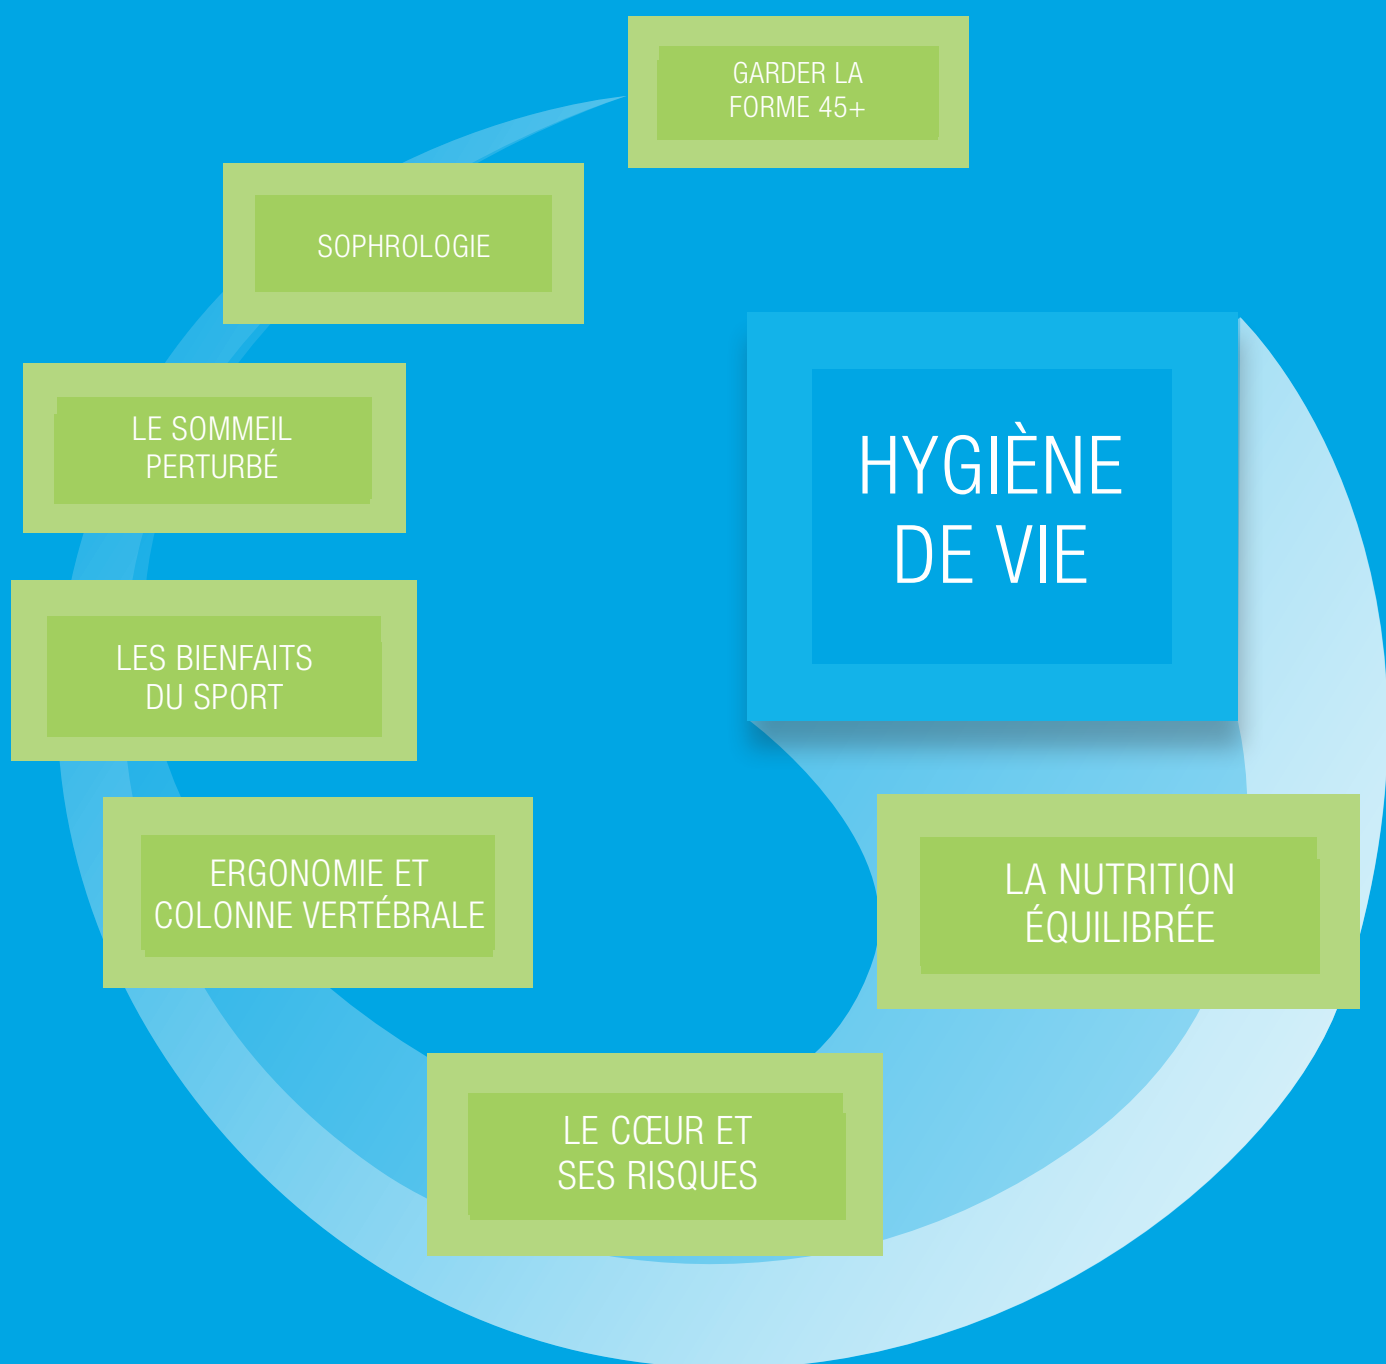 GARDER LA
FORME 45+
SOPHROLOGIE
LE SOMMEIL
PERTURBÉ
LES BIENFAITS
DU SPORT
ERGONOMIE ET
COLONNE VERTÉBRALE
LE CŒUR ET
SES RISQUES
LA NUTRITION
ÉQUILIBRÉE
HYGIÈNE
DE VIE